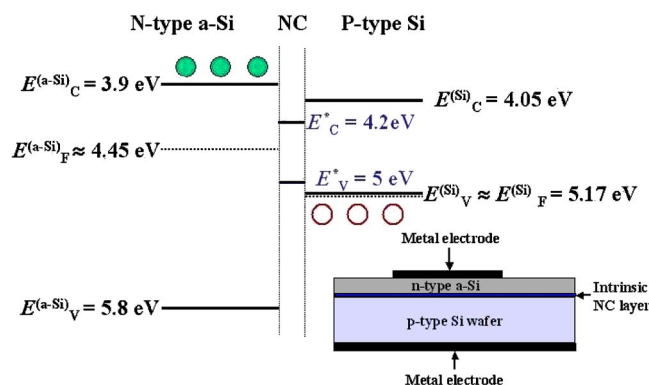 N-type a-Si NC P-type Si
E(a-Si)C = 3.9 eV
E(Si)C = 4.05 eV
E*C = 4.2eV
E(a-Si)F ≈ 4.45 eV
E*V = 5 eV
E(Si)V ≈ E(Si)F = 5.17 eV
Metal electrode
n-type a-Si
Intrinsic
NC layer
p-type Si wafer
E(a-Si)V = 5.8 eV
Metal electrode